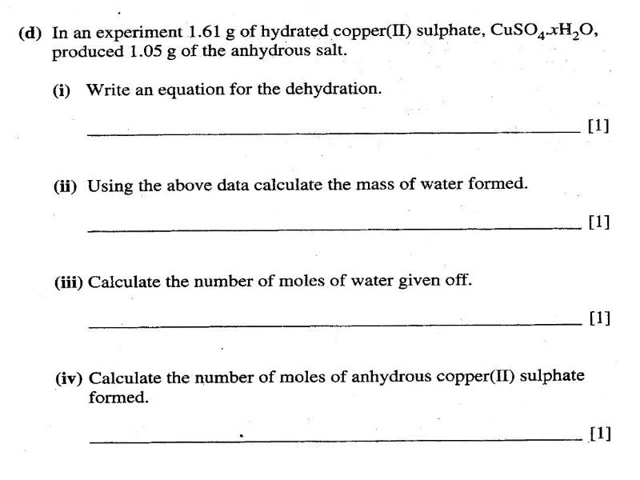 (d) In an experiment 1.61 g of hydrated copper(II) sulphate, CuSO₄.xH₂O,
produced 1.05 g of the anhydrous salt.
(i) Write an equation for the dehydration.
[1]
(ii) Using the above data calculate the mass of water formed.
[1]
(iii) Calculate the number of moles of water given off.
[1]
(iv) Calculate the number of moles of anhydrous copper(II) sulphate
formed.
[1]